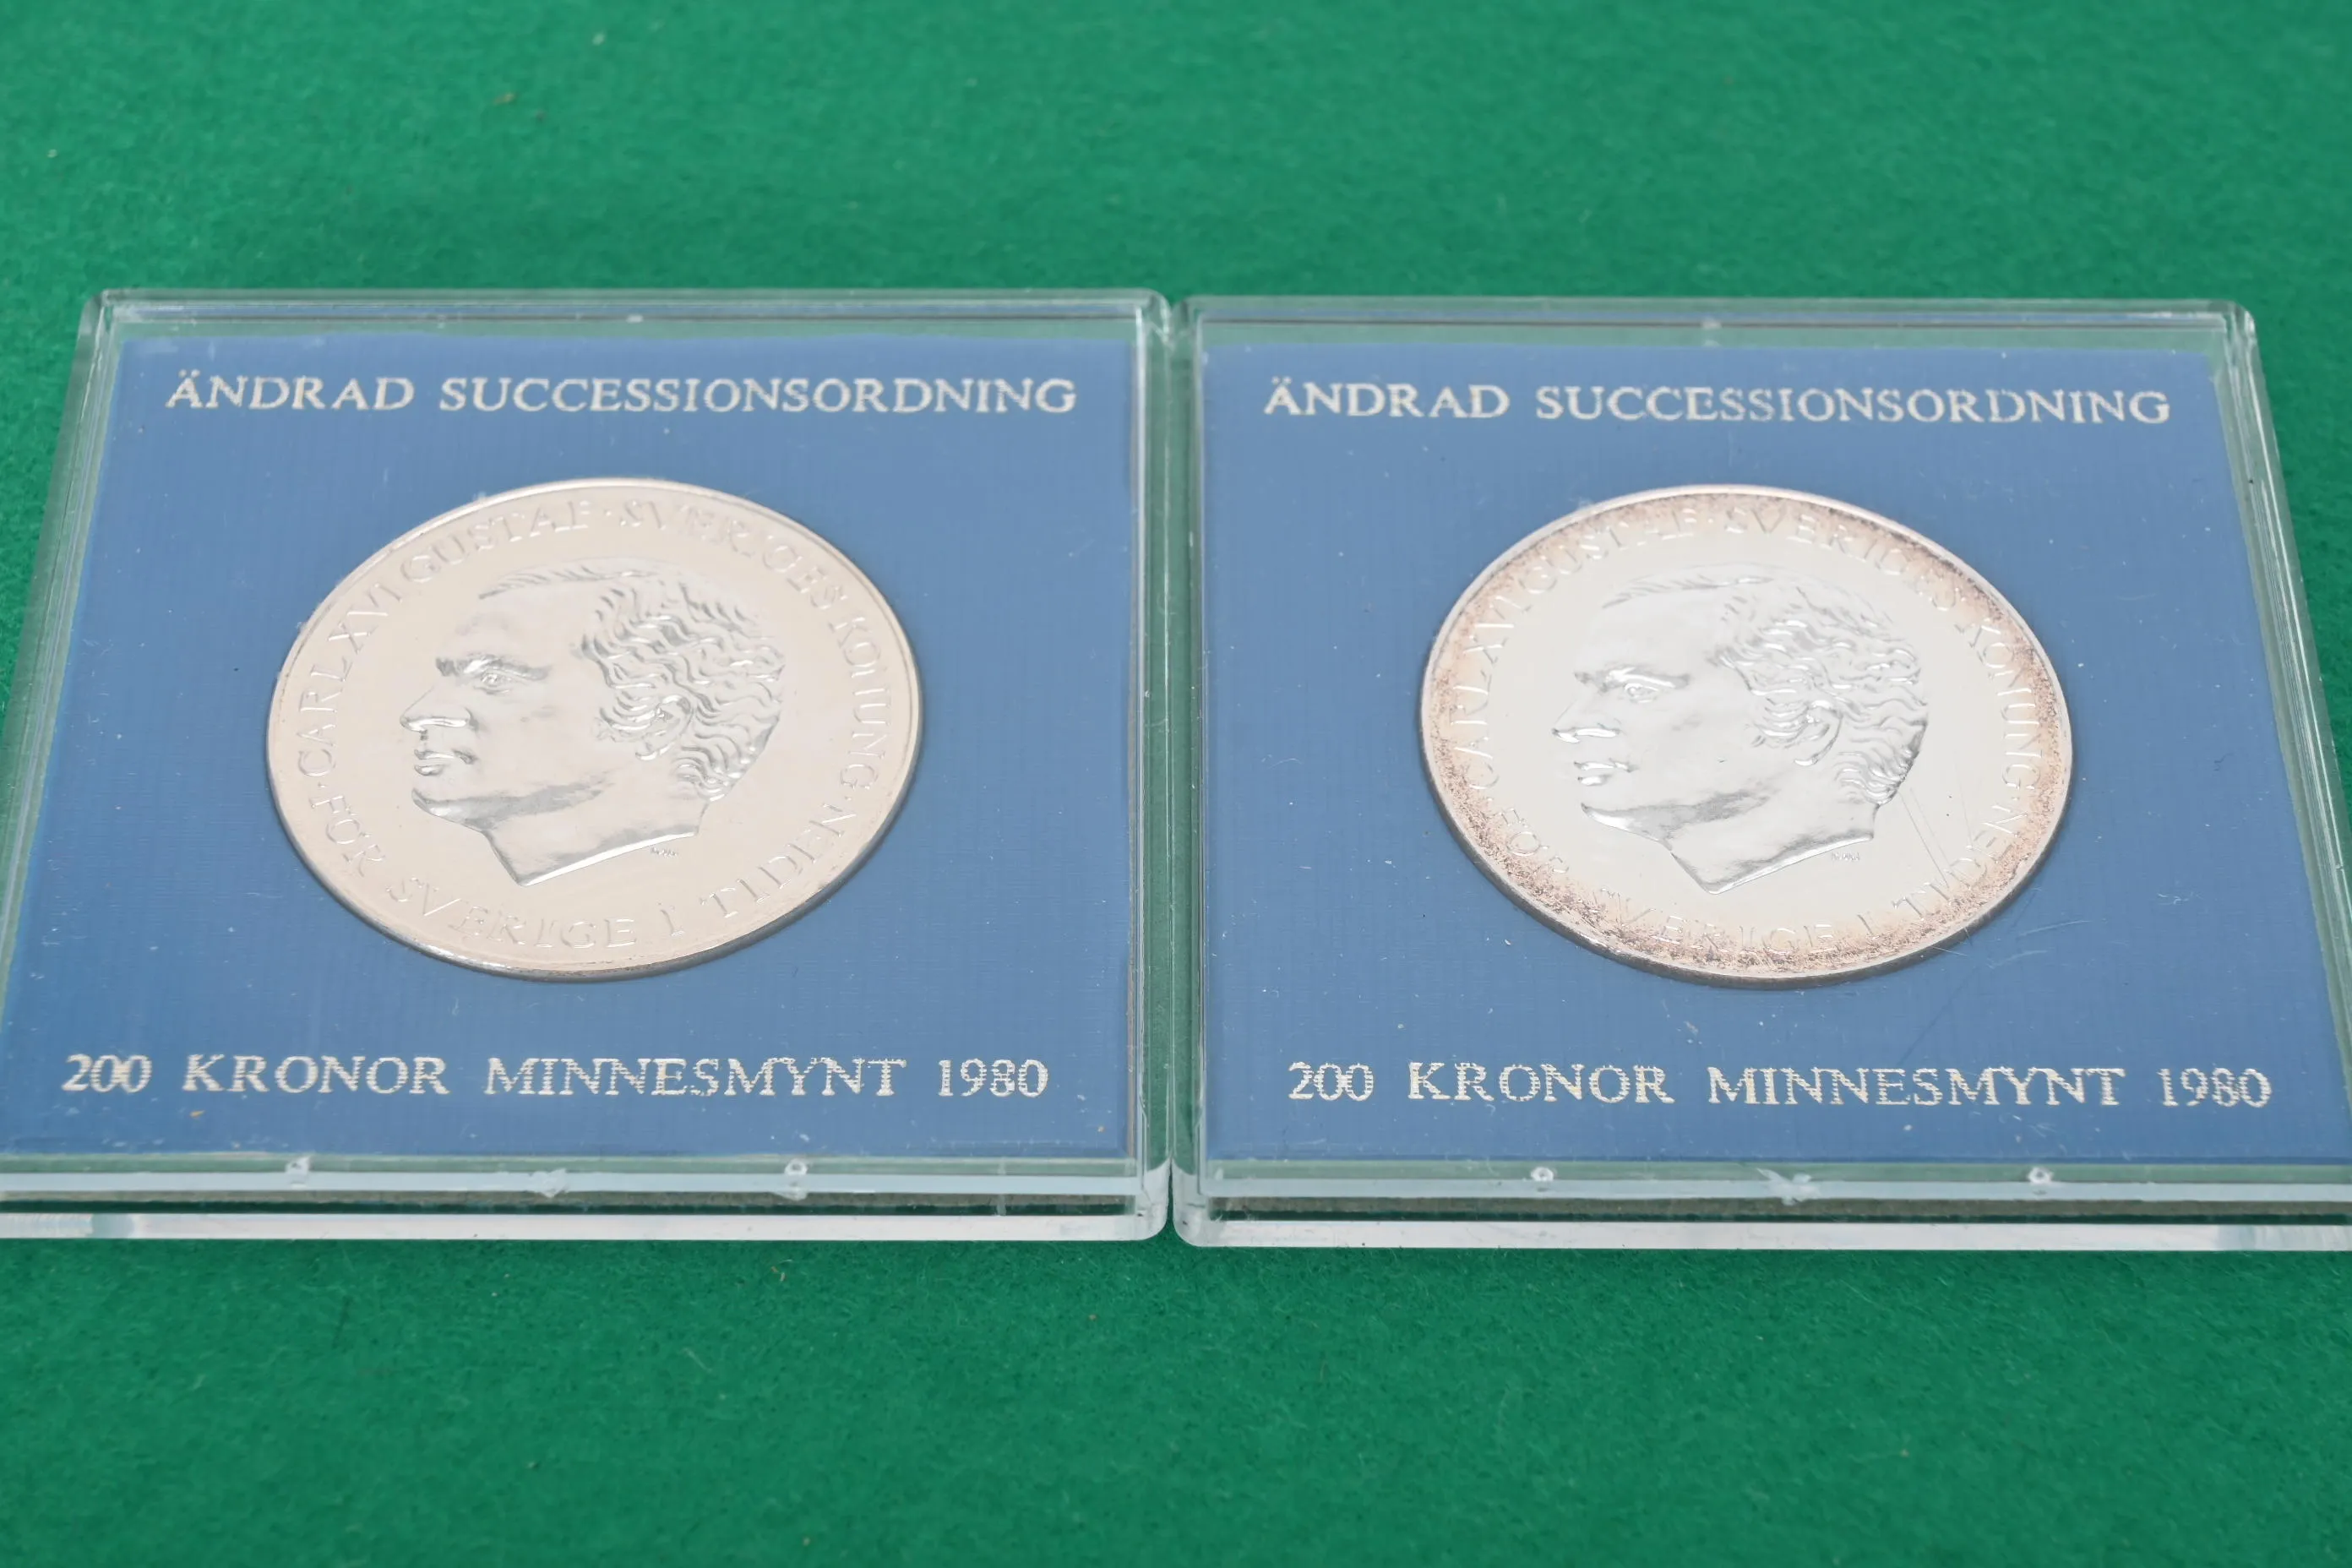 ÄNDRAD SUCCESSIONSORDNING
CARL XVI GUSTAF · SVERIGES KONUNG ·
· FÖR SVERIGE I TIDEN ·
200 KRONOR MINNESMYNT 1980
ÄNDRAD SUCCESSIONSORDNING
CARL XVI GUSTAF · SVERIGES KONUNG ·
· FÖR SVERIGE I TIDEN ·
200 KRONOR MINNESMYNT 1980